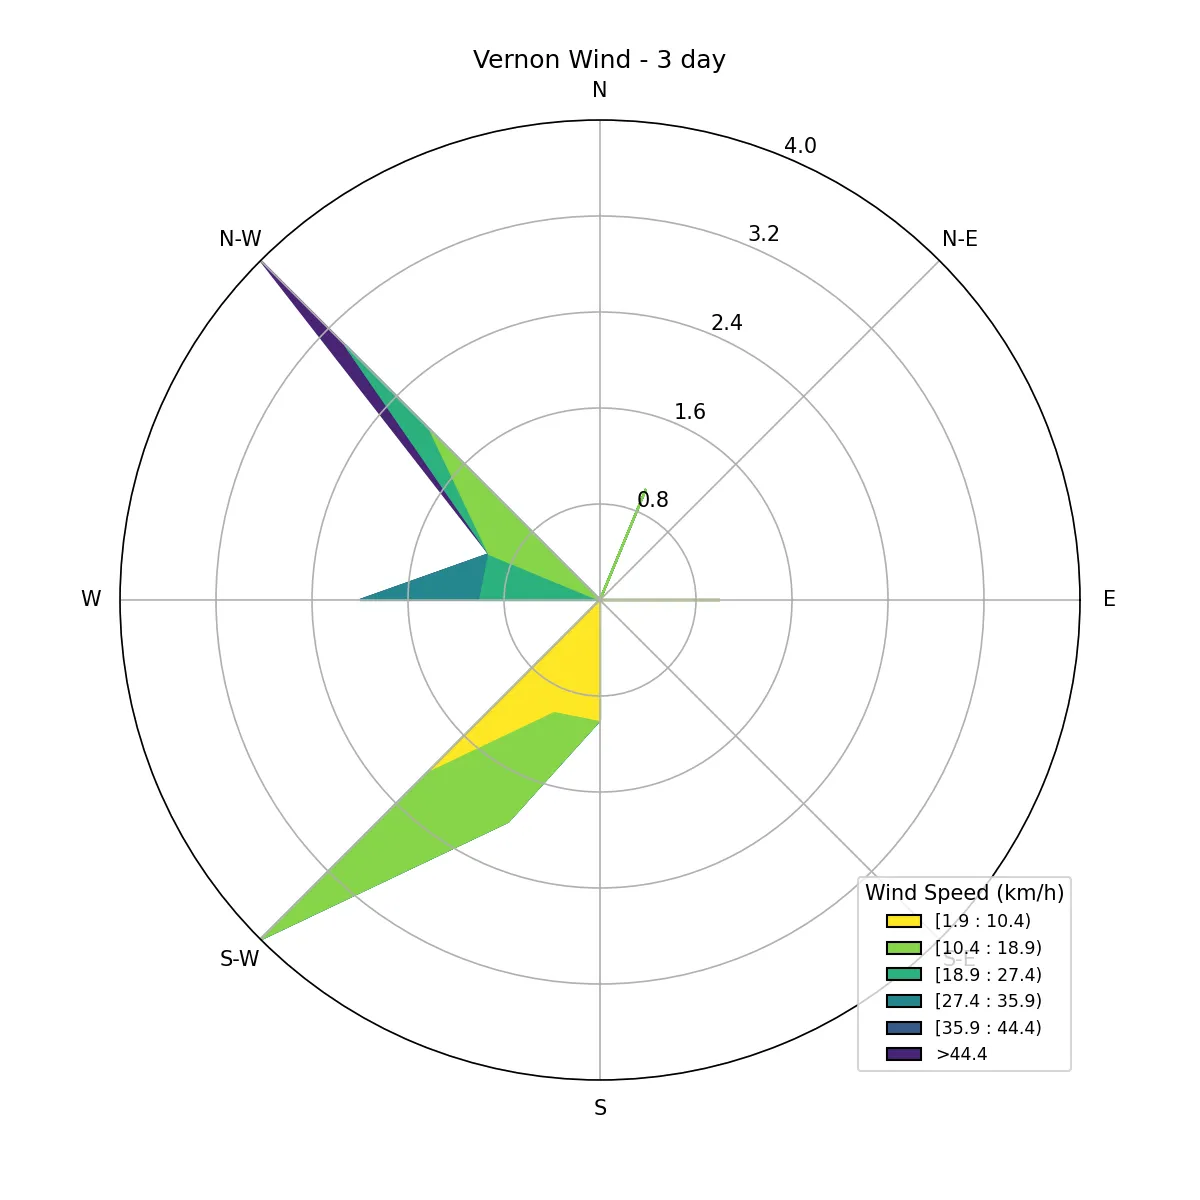 Vernon Wind - 3 day
N
4.0
N-W
N-E
3.2
2.4
1.6
0.8
W
E
S-W
S-E
S
Wind Speed (km/h)
[1.9 : 10.4)
[10.4 : 18.9)
[18.9 : 27.4)
[27.4 : 35.9)
[35.9 : 44.4)
>44.4